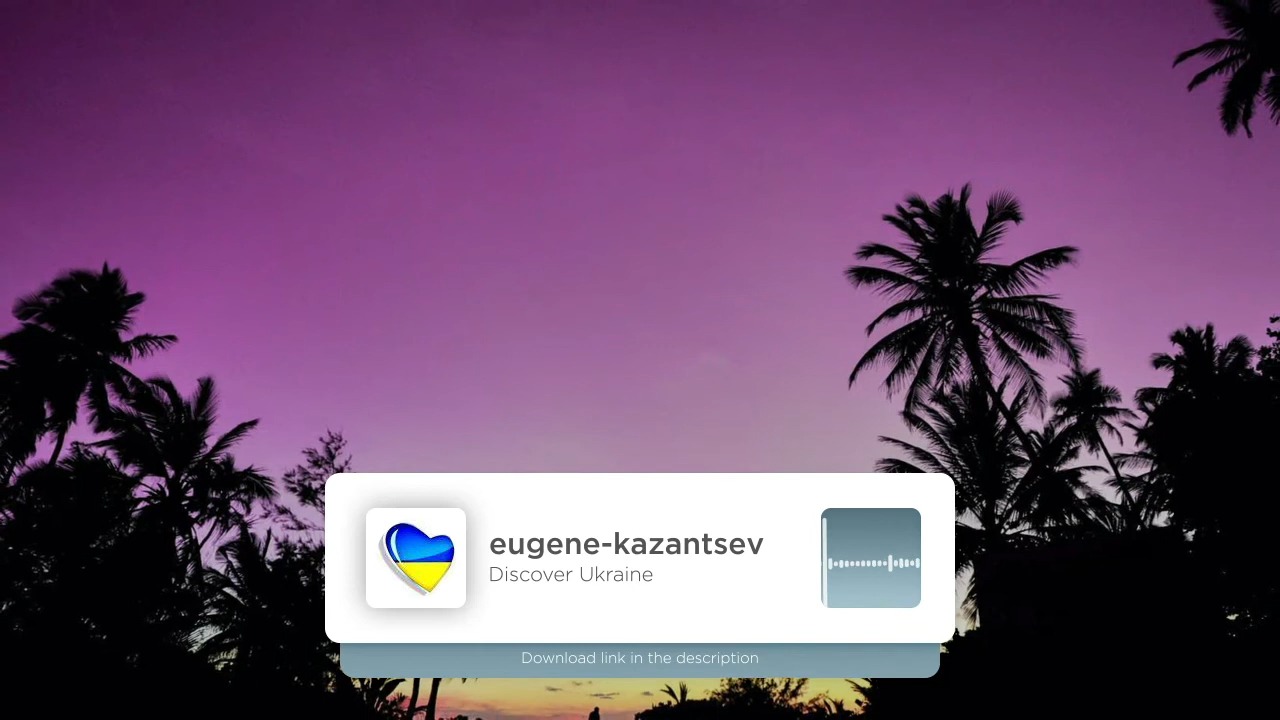 eugene-kazantsev
Discover Ukraine
Download link in the description